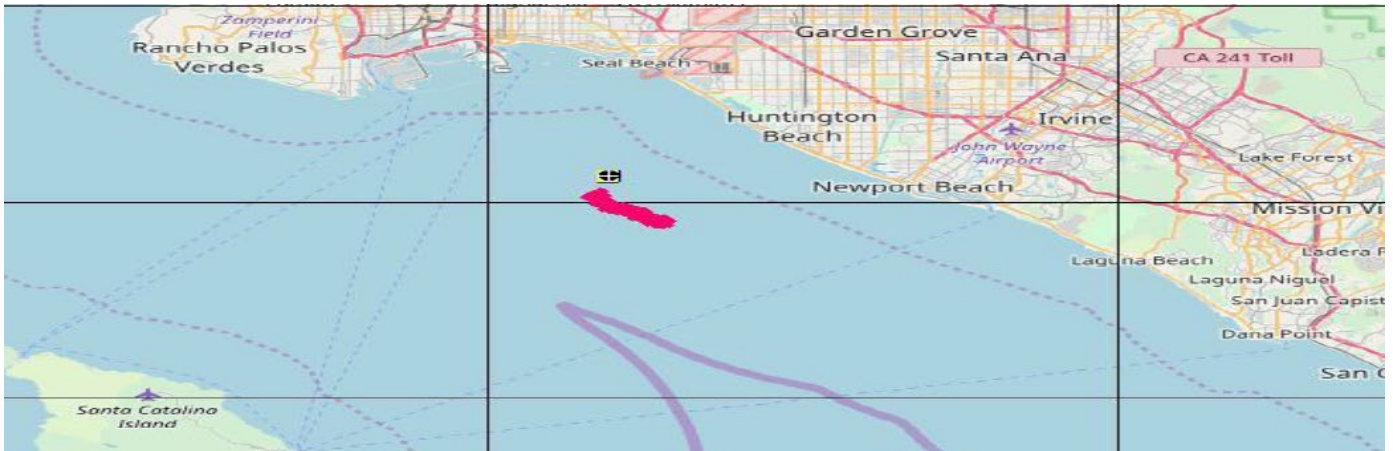 Zamperini
Field
Rancho Palos
Verdes
Seal Beach
Garden Grove
Santa Ana
CA 241 Toll
Huntington
Beach
Irvine
John Wayne
Airport
Lake Forest
Newport Beach
Mission Vi
Laguna Beach
Ladera R
Laguna Niguel
San Juan Capist
Dana Point
San C
Santa Catalina
Island